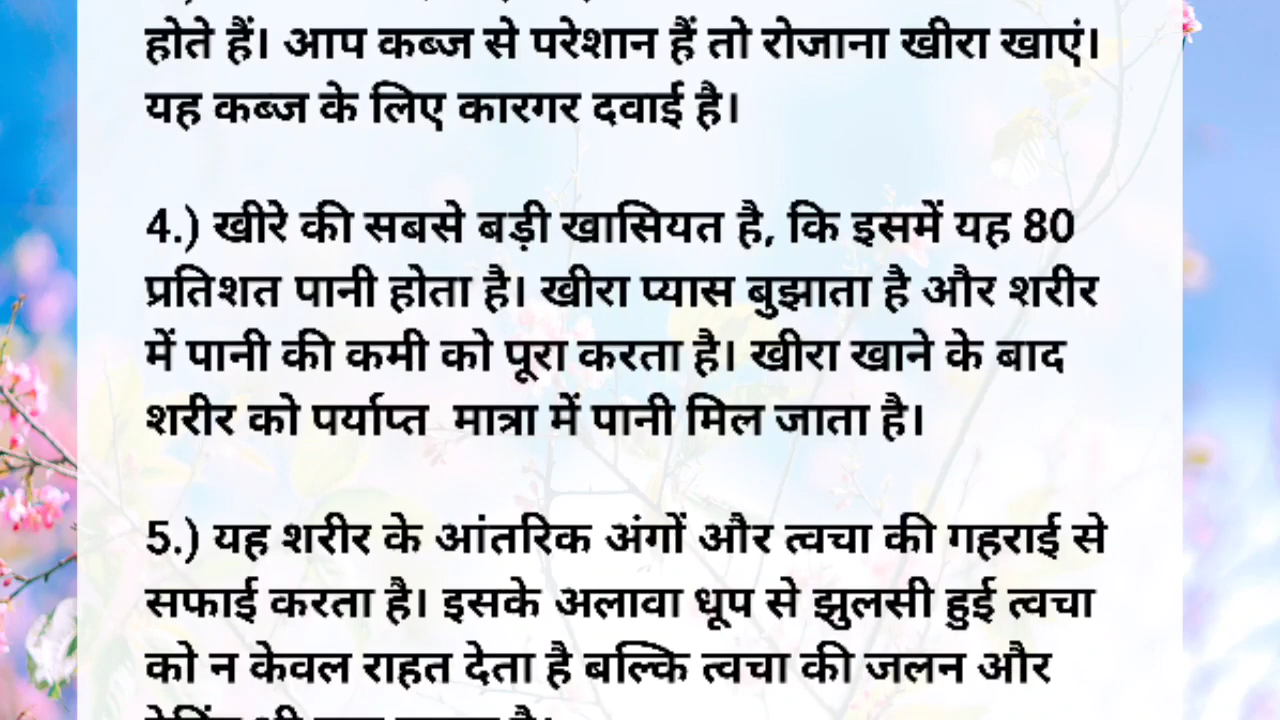 होते हैं। आप कब्ज से परेशान हैं तो रोजाना खीरा खाएं।
यह कब्ज के लिए कारगर दवाई है।
4.) खीरे की सबसे बड़ी खासियत है, कि इसमें यह 80
प्रतिशत पानी होता है। खीरा प्यास बुझाता है और शरीर
में पानी की कमी को पूरा करता है। खीरा खाने के बाद
शरीर को पर्याप्त मात्रा में पानी मिल जाता है।
5.) यह शरीर के आंतरिक अंगों और त्वचा की गहराई से
सफाई करता है। इसके अलावा धूप से झुलसी हुई त्वचा
को न केवल राहत देता है बल्कि त्वचा की जलन और